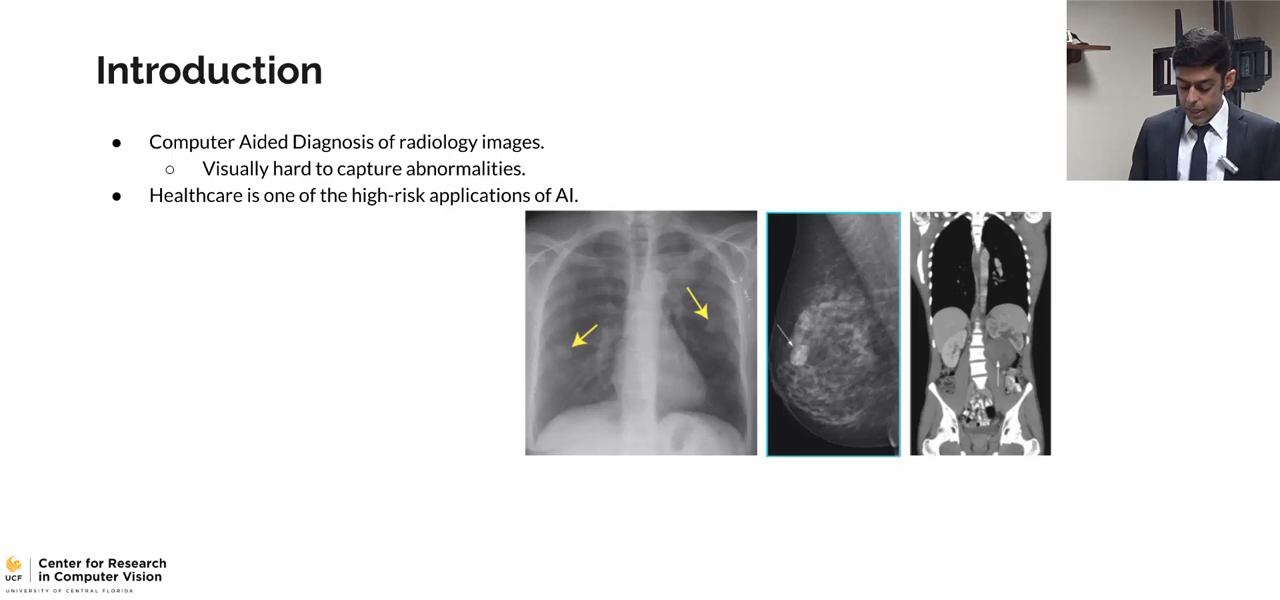 Introduction
● Computer Aided Diagnosis of radiology images.
○ Visually hard to capture abnormalities.
● Healthcare is one of the high-risk applications of AI.
UCF
Center for Research
in Computer Vision
UNIVERSITY OF CENTRAL FLORIDA